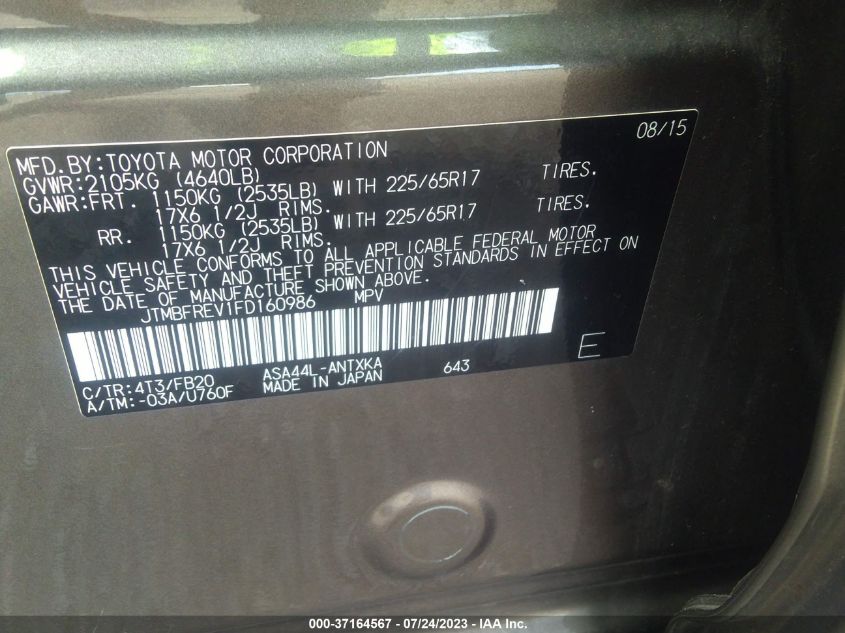 08/15
MFD.BY:TOYOTA MOTOR CORPORATION
GVWR:2105KG (4640LB)
GAWR:FRT. 1150KG (2535LB) WITH 225/65R17 TIRES.
17X6 1/2J RIMS.
RR. 1150KG (2535LB) WITH 225/65R17 TIRES.
17X6 1/2J RIMS.
THIS VEHICLE CONFORMS TO ALL APPLICABLE FEDERAL MOTOR
VEHICLE SAFETY AND THEFT PREVENTION STANDARDS IN EFFECT ON
THE DATE OF MANUFACTURE SHOWN ABOVE.
JTMBFREV1FD160986 MPV
C/TR:4T3/FB20 ASA44L-ANTXKA 643 E
A/TM:-03A/U760F MADE IN JAPAN
000-37164567 / 07/24/2023 - IAA Inc.